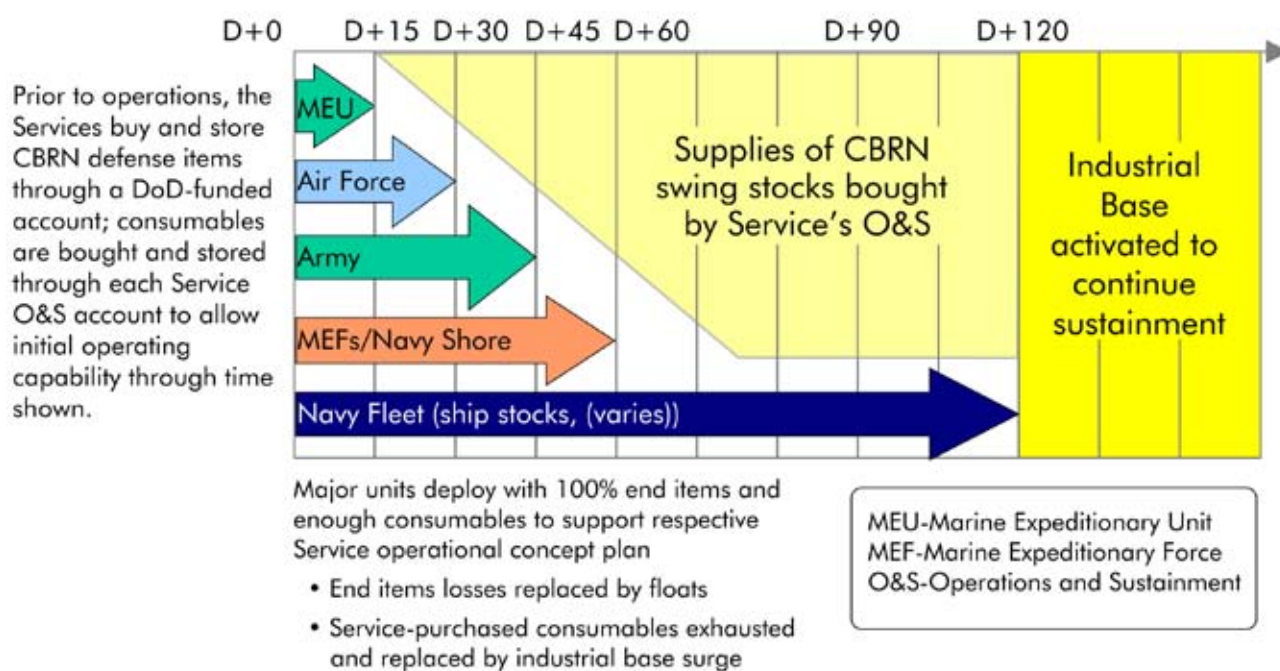 D+0 D+15 D+30 D+45 D+60 D+90 D+120
Prior to operations, the
Services buy and store
CBRN defense items
through a DoD-funded
account; consumables
are bought and stored
through each Service
O&S account to allow
initial operating
capability through time
shown.
MEU
Air Force
Army
MEFs/Navy Shore
Navy Fleet (ship stocks, (varies))
Supplies of CBRN
swing stocks bought
by Service's O&S
Industrial
Base
activated to
continue
sustainment
Major units deploy with 100% end items and
enough consumables to support respective
Service operational concept plan
• End items losses replaced by floats
• Service-purchased consumables exhausted
and replaced by industrial base surge
MEU-Marine Expeditionary Unit
MEF-Marine Expeditionary Force
O&S-Operations and Sustainment